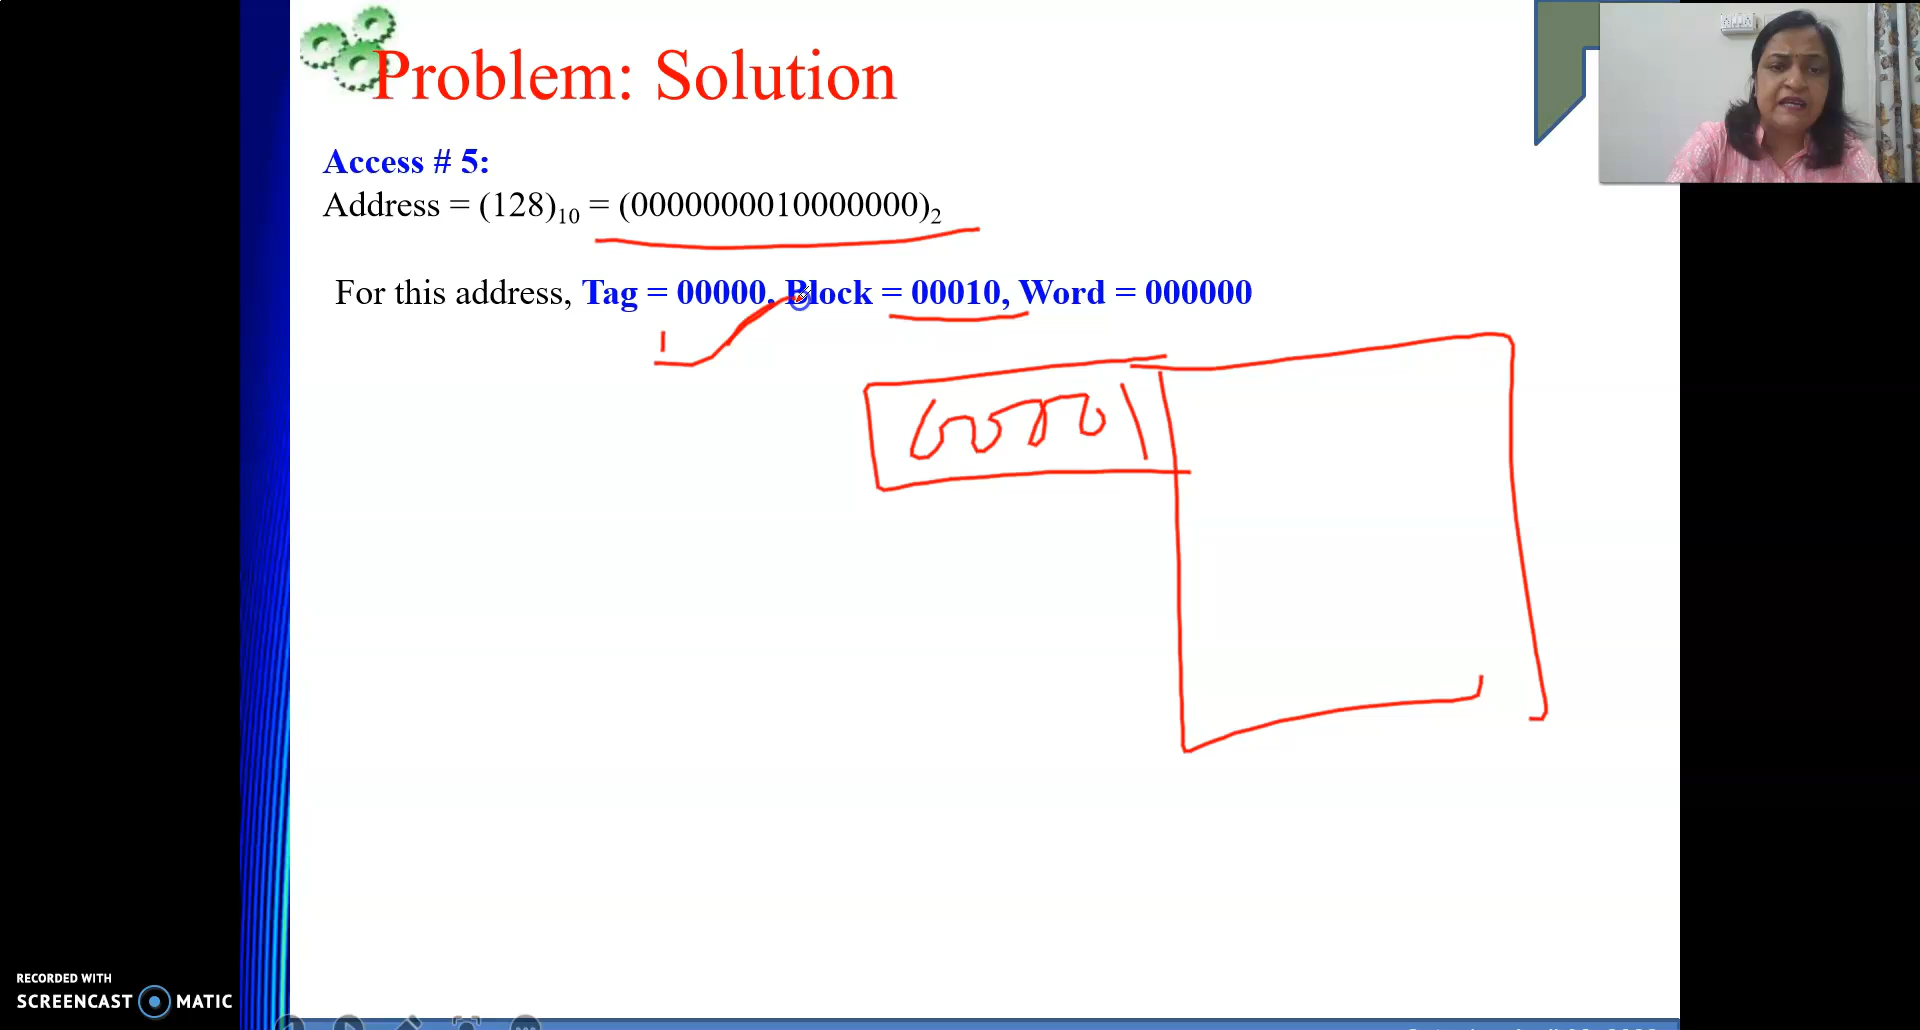 Problem: Solution
Access # 5:
Address = (128)10 = (0000000010000000)2
For this address, Tag = 00000, Block = 00010, Word = 000000
00001
RECORDED WITH
SCREENCAST MATIC